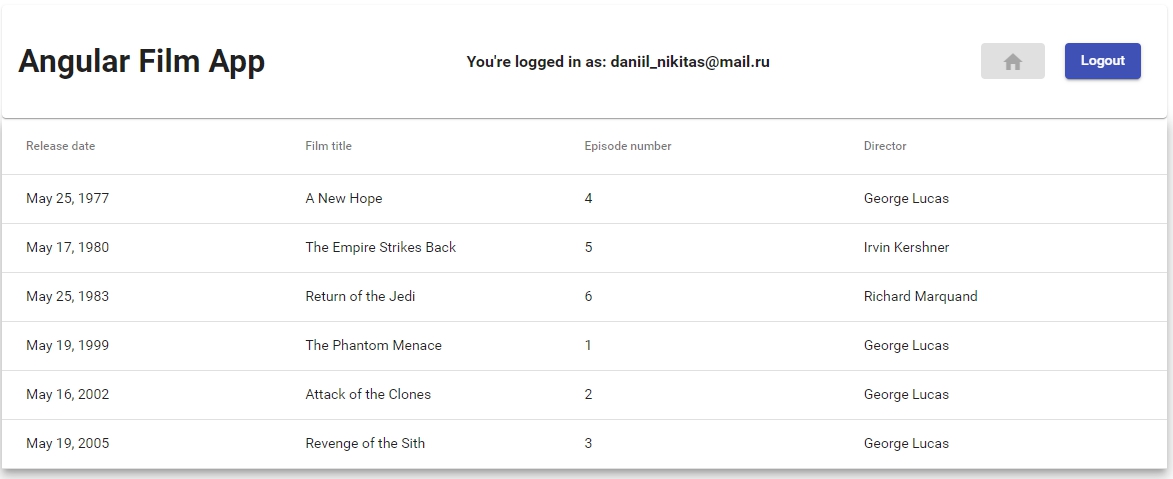 Angular Film App
You're logged in as: daniil_nikitas@mail.ru
Logout
Release date Film title Episode number Director
May 25, 1977 A New Hope 4 George Lucas
May 17, 1980 The Empire Strikes Back 5 Irvin Kershner
May 25, 1983 Return of the Jedi 6 Richard Marquand
May 19, 1999 The Phantom Menace 1 George Lucas
May 16, 2002 Attack of the Clones 2 George Lucas
May 19, 2005 Revenge of the Sith 3 George Lucas